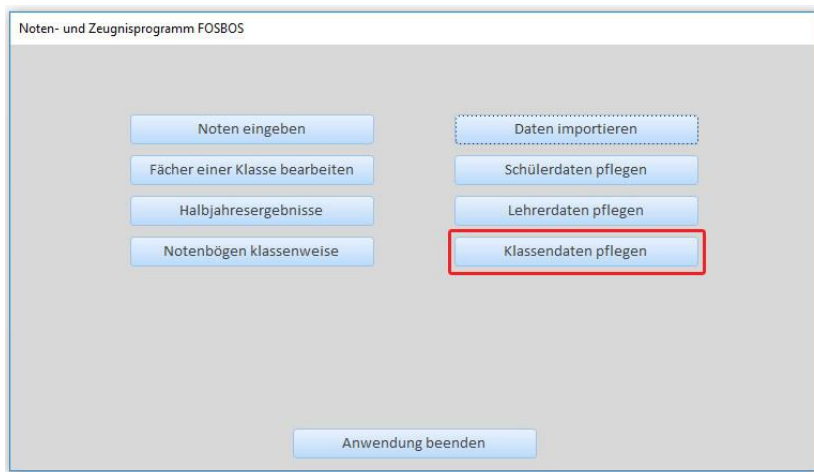 Noten- und Zeugnisprogramm FOSBOS
Noten eingeben
Daten importieren
Fächer einer Klasse bearbeiten
Schülerdaten pflegen
Halbjahresergebnisse
Lehrerdaten pflegen
Notenbögen klassenweise
Klassendaten pflegen
Anwendung beenden